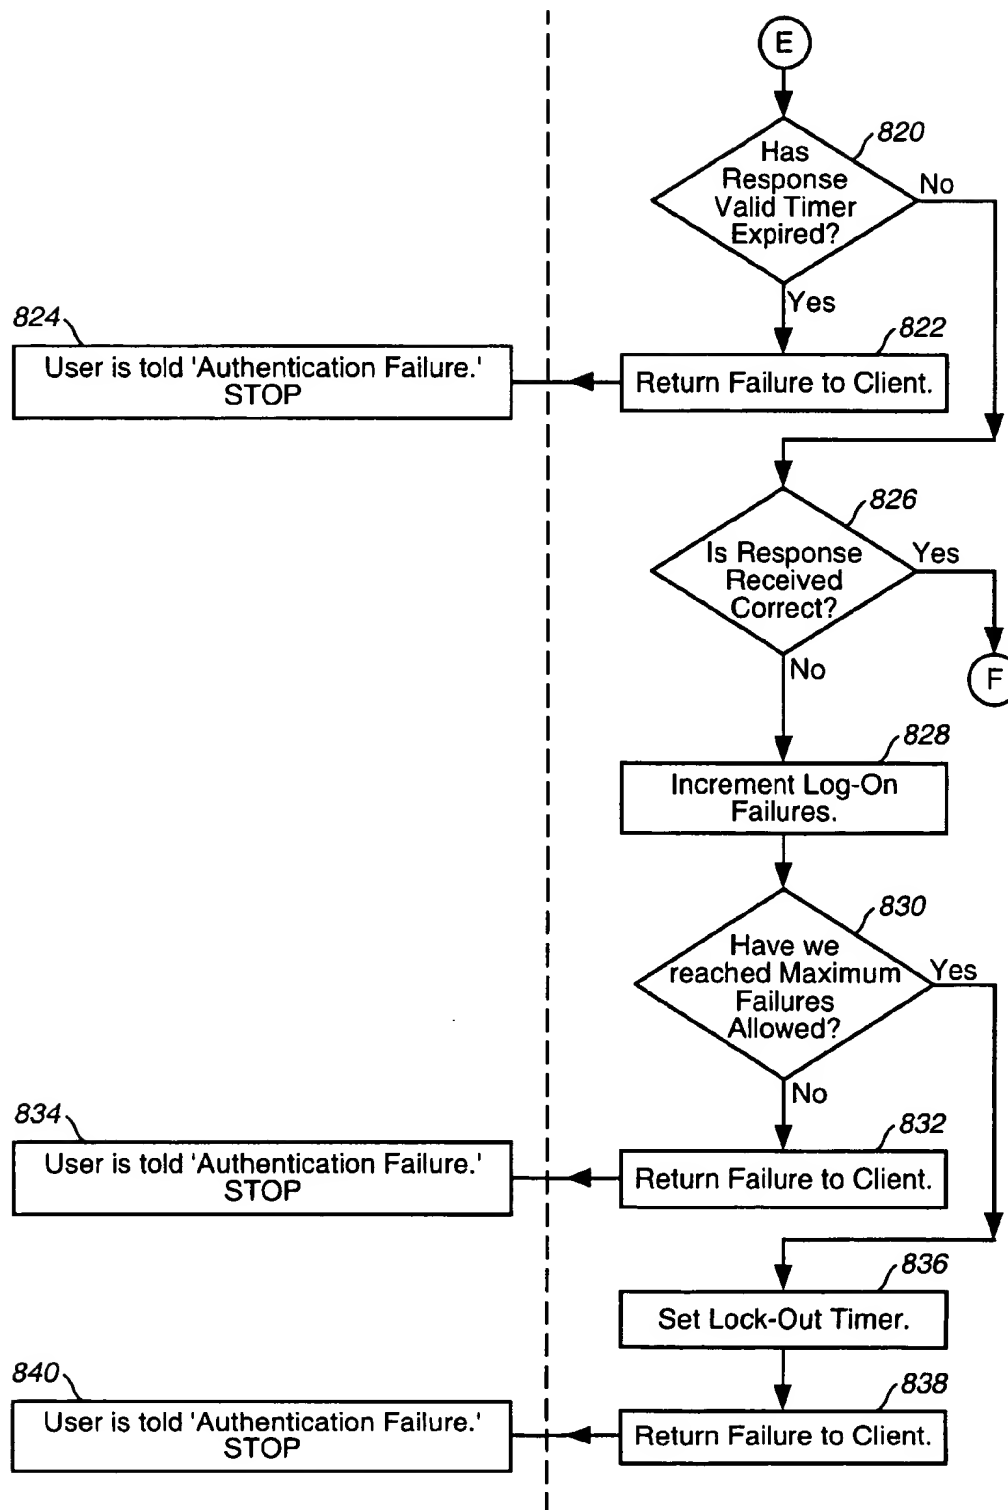 E
820
Has
Response
Valid Timer
Expired?
No
Yes
824
822
User is told 'Authentication Failure.'
STOP
Return Failure to Client.
826
Is Response
Received
Correct?
Yes
F
No
828
Increment Log-On
Failures.
830
Have we
reached Maximum
Failures
Allowed?
Yes
No
834
832
User is told 'Authentication Failure.'
STOP
Return Failure to Client.
836
Set Lock-Out Timer.
840
838
User is told 'Authentication Failure.'
STOP
Return Failure to Client.